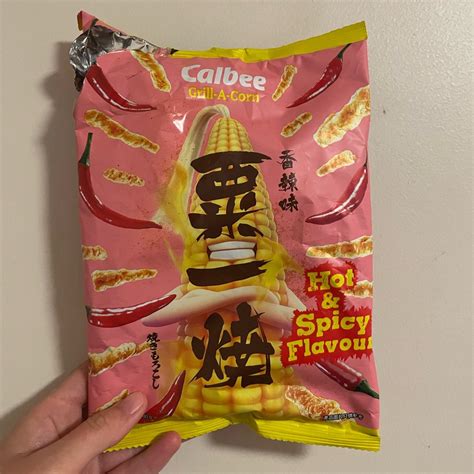 Calbee
Grill-A-Corn
香辣味
粟一燒
Hot
&
Spicy
Flavour
焼きもろこし